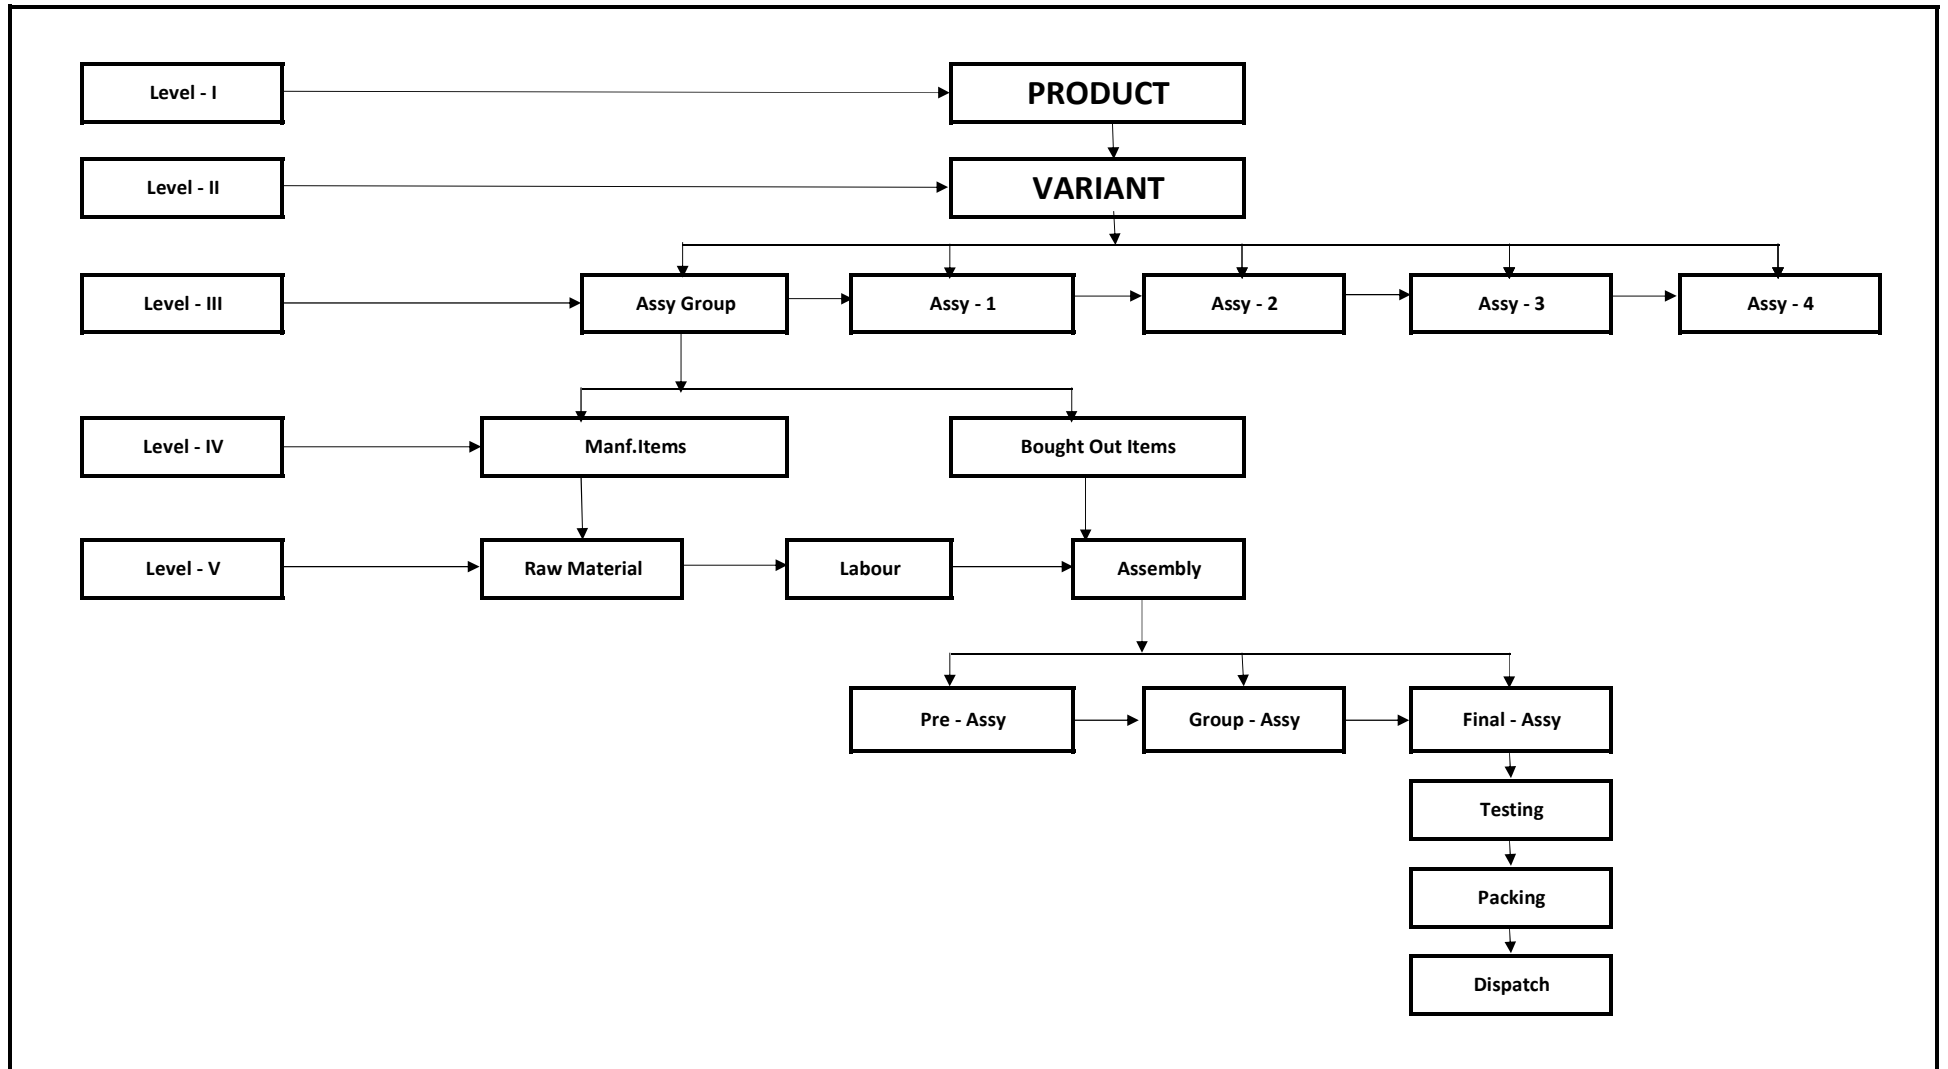 Level - I
PRODUCT
Level - II
VARIANT
Level - III
Assy Group
Assy - 1
Assy - 2
Assy - 3
Assy - 4
Level - IV
Manf.Items
Bought Out Items
Level - V
Raw Material
Labour
Assembly
Pre - Assy
Group - Assy
Final - Assy
Testing
Packing
Dispatch